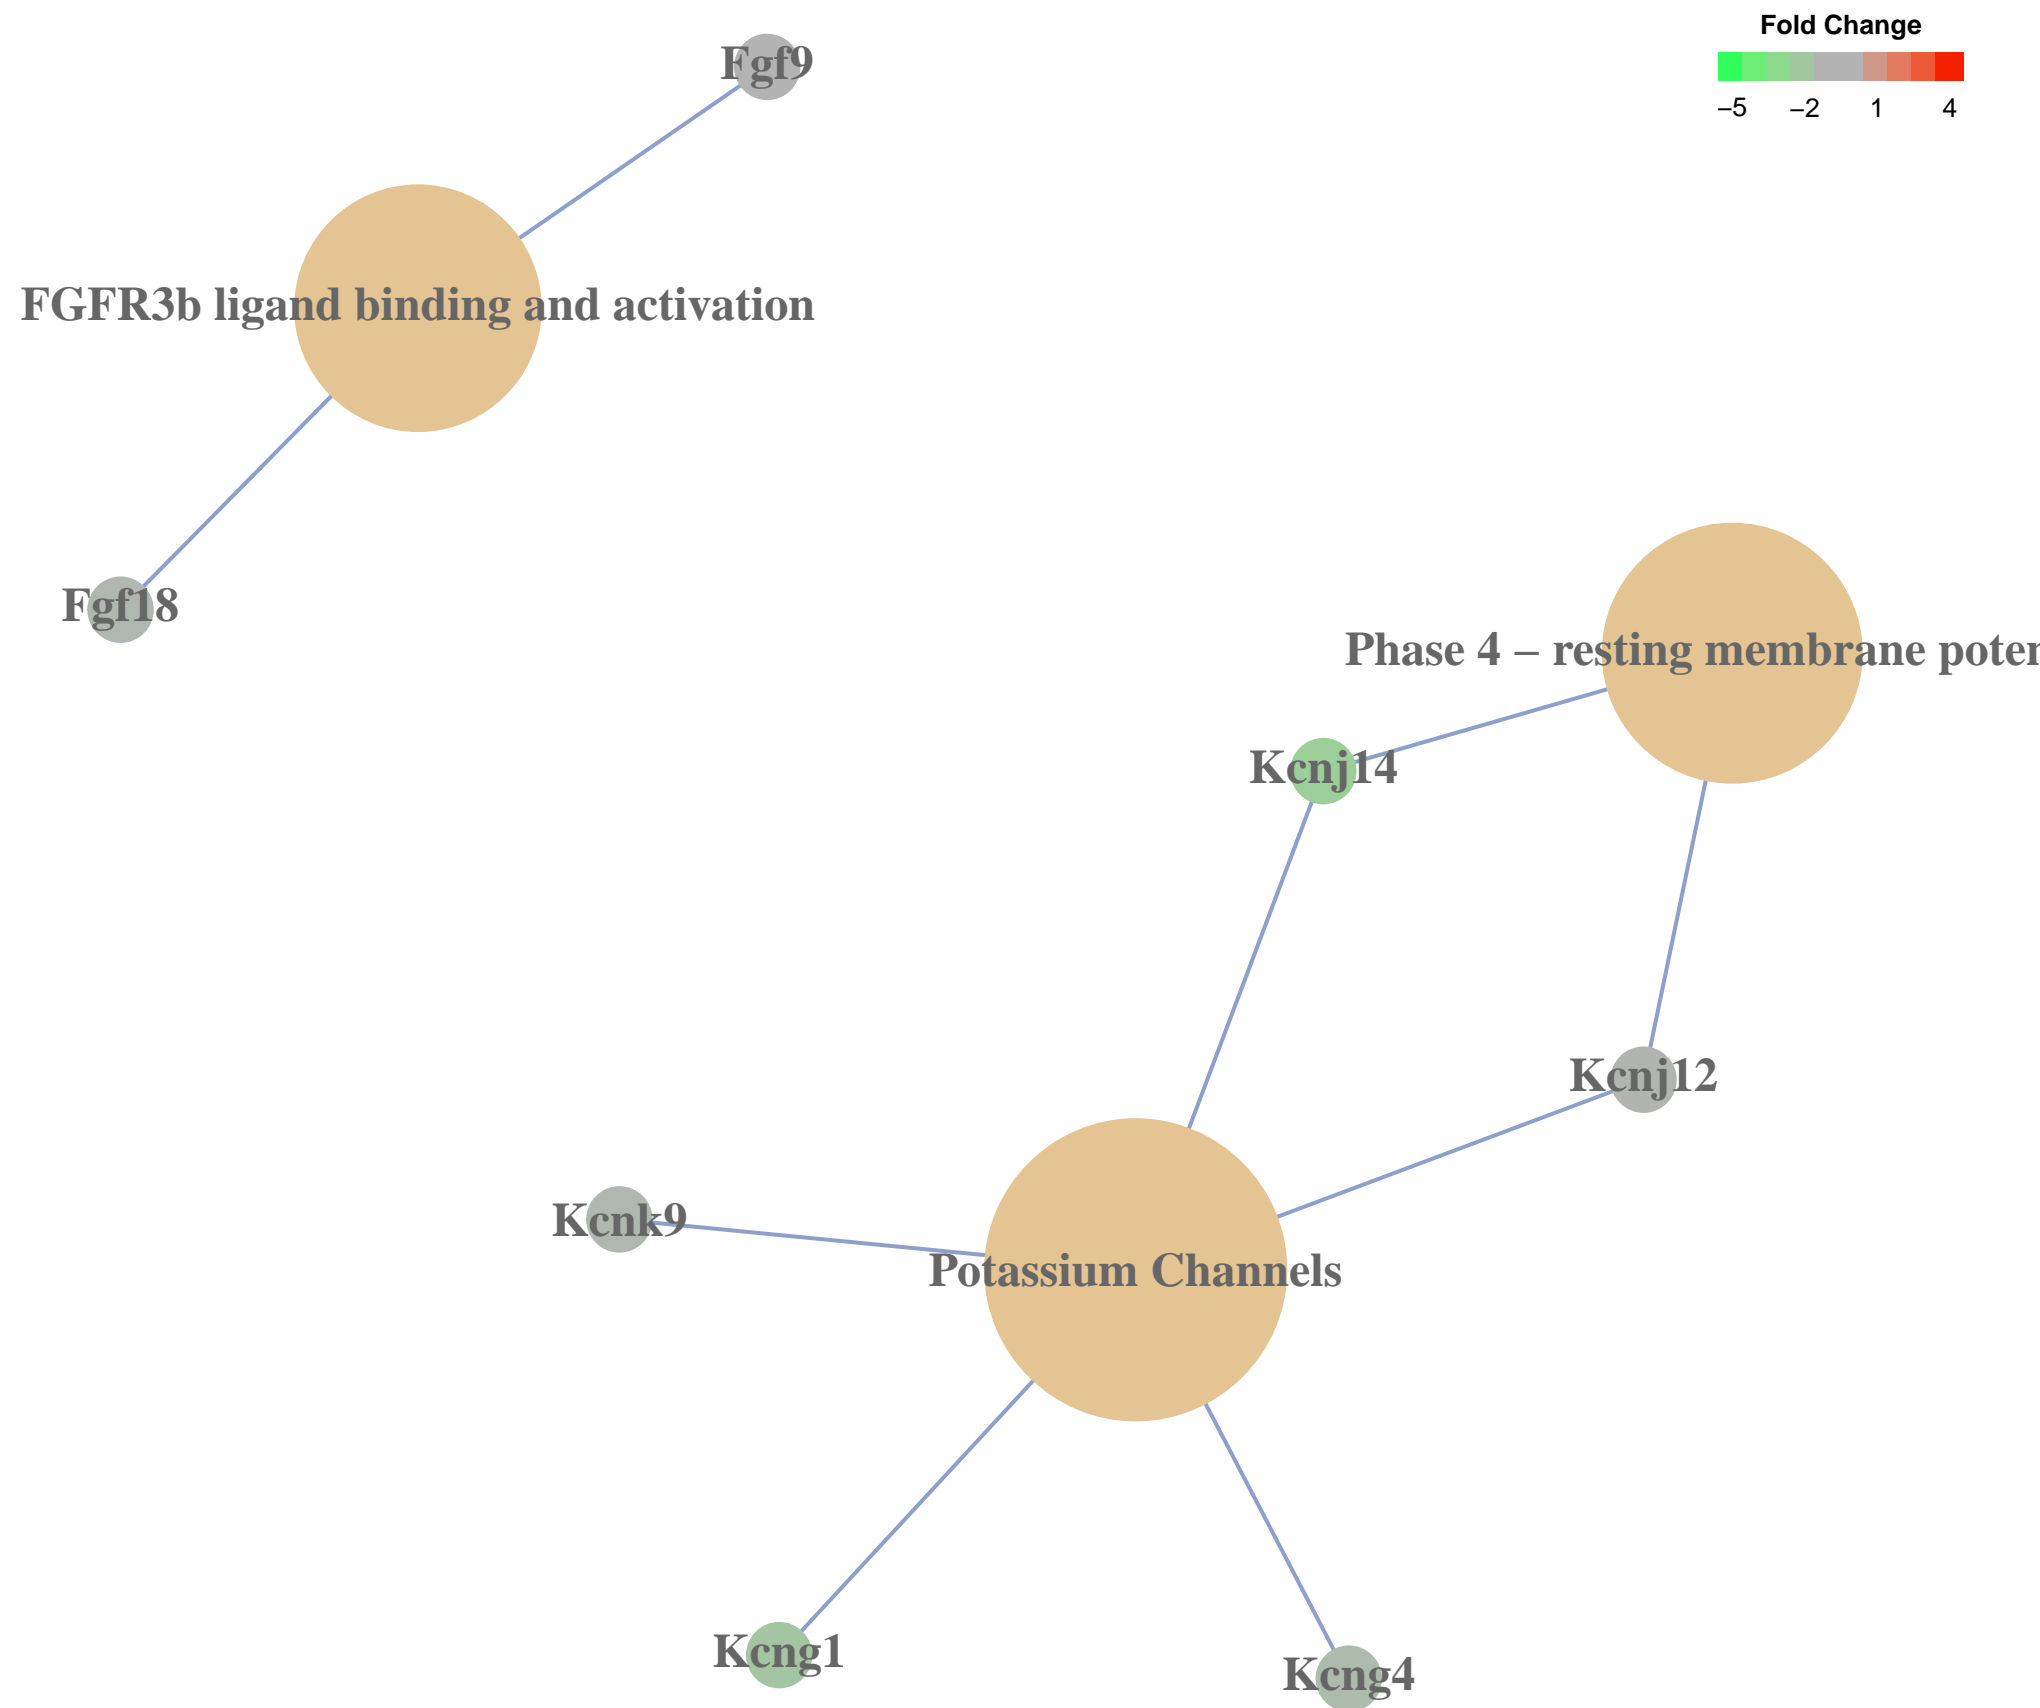 Fold Change
−5 −2 1 4
Fgf9
FGFR3b ligand binding and activation
Fgf18
Phase 4 − resting membrane
Kcnj14
Kcnj12
Kcnk9
Potassium Channels
Kcng1
Kcng4